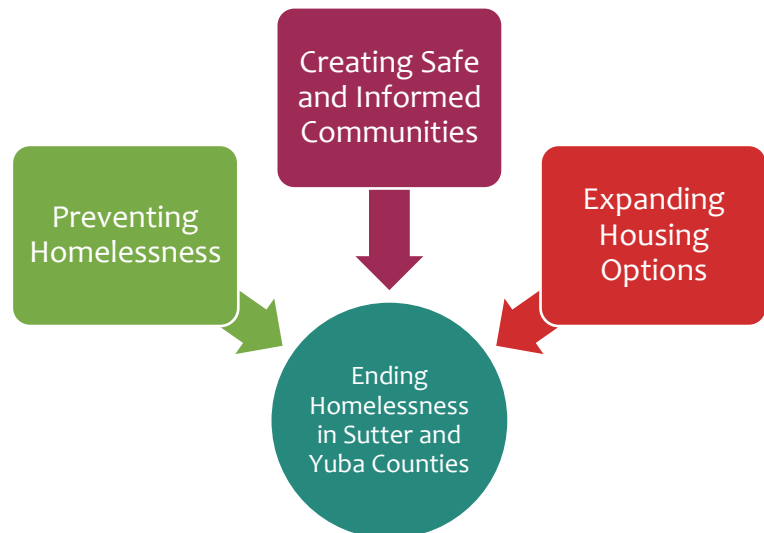 Creating Safe
and Informed
Communities
Preventing
Homelessness
Expanding
Housing
Options
Ending
Homelessness
in Sutter and
Yuba Counties